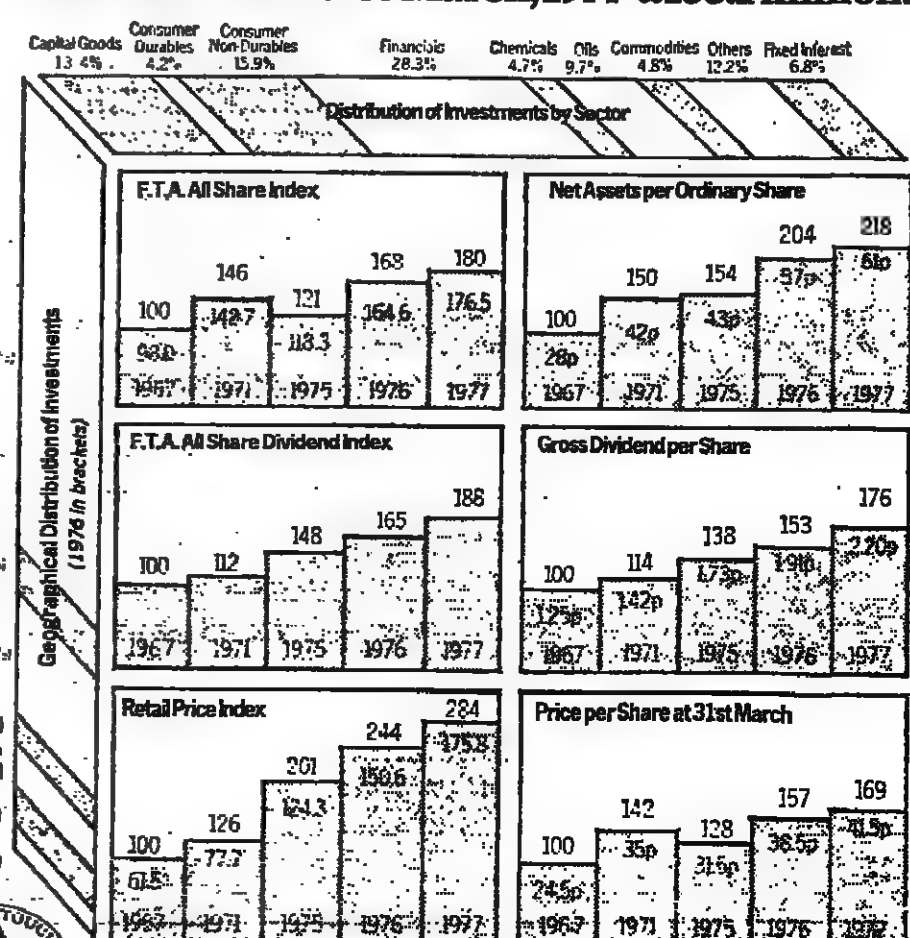 Capital Goods
13.4%
Consumer
Durables
4.2%
Consumer
Non-Durables
15.9%
Financials
28.3%
Chemicals
4.7%
Oils
9.7%
Commodities
4.8%
Others
12.2%
Fixed Interest
6.8%
Distribution of Investments by Sector
Geographical Distribution of Investments
(1976 in brackets)
F.T.A. All Share Index
100 146 121 168 180
142.7 118.3 164.6 176.5
1967 1971 1975 1976 1977
Net Assets per Ordinary Share
100 150 154 204 218
28p 42p 43p 57p 61p
1967 1971 1975 1976 1977
F.T.A. All Share Dividend Index
100 112 148 165 188
1967 1971 1975 1976 1977
Gross Dividend per Share
100 114 138 153 176
1.25p 1.42p 1.73p 1.91p 2.20p
1967 1971 1975 1976 1977
Retail Price Index
100 126 201 244 284
61.5 77.7 124.3 150.6 175.8
1967 1971 1975 1976 1977
Price per Share at 31st March
100 142 128 157 169
24.6p 35p 31.5p 38.5p 41.5p
1967 1971 1975 1976 1977
TOUCH